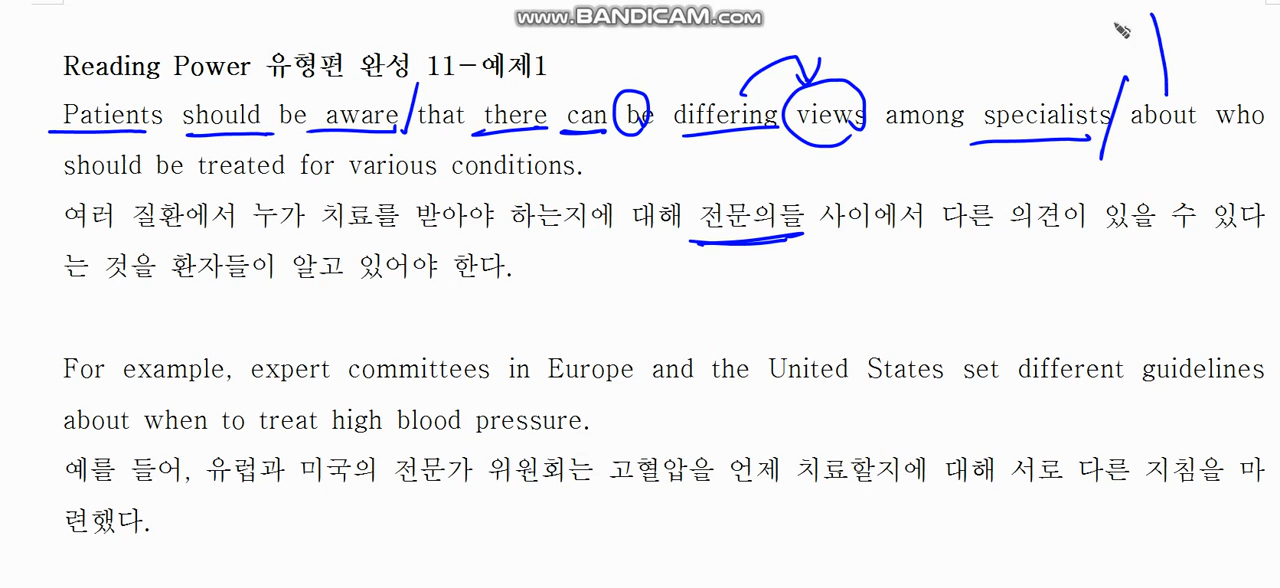 www.BANDICAM.com
Reading Power 유형편 완성 11-예제1
Patients should be aware that there can be differing views among specialists about who
should be treated for various conditions.
여러 질환에서 누가 치료를 받아야 하는지에 대해 전문의들 사이에서 다른 의견이 있을 수 있다
는 것을 환자들이 알고 있어야 한다.
For example, expert committees in Europe and the United States set different guidelines
about when to treat high blood pressure.
예를 들어, 유럽과 미국의 전문가 위원회는 고혈압을 언제 치료할지에 대해 서로 다른 지침을 마
련했다.